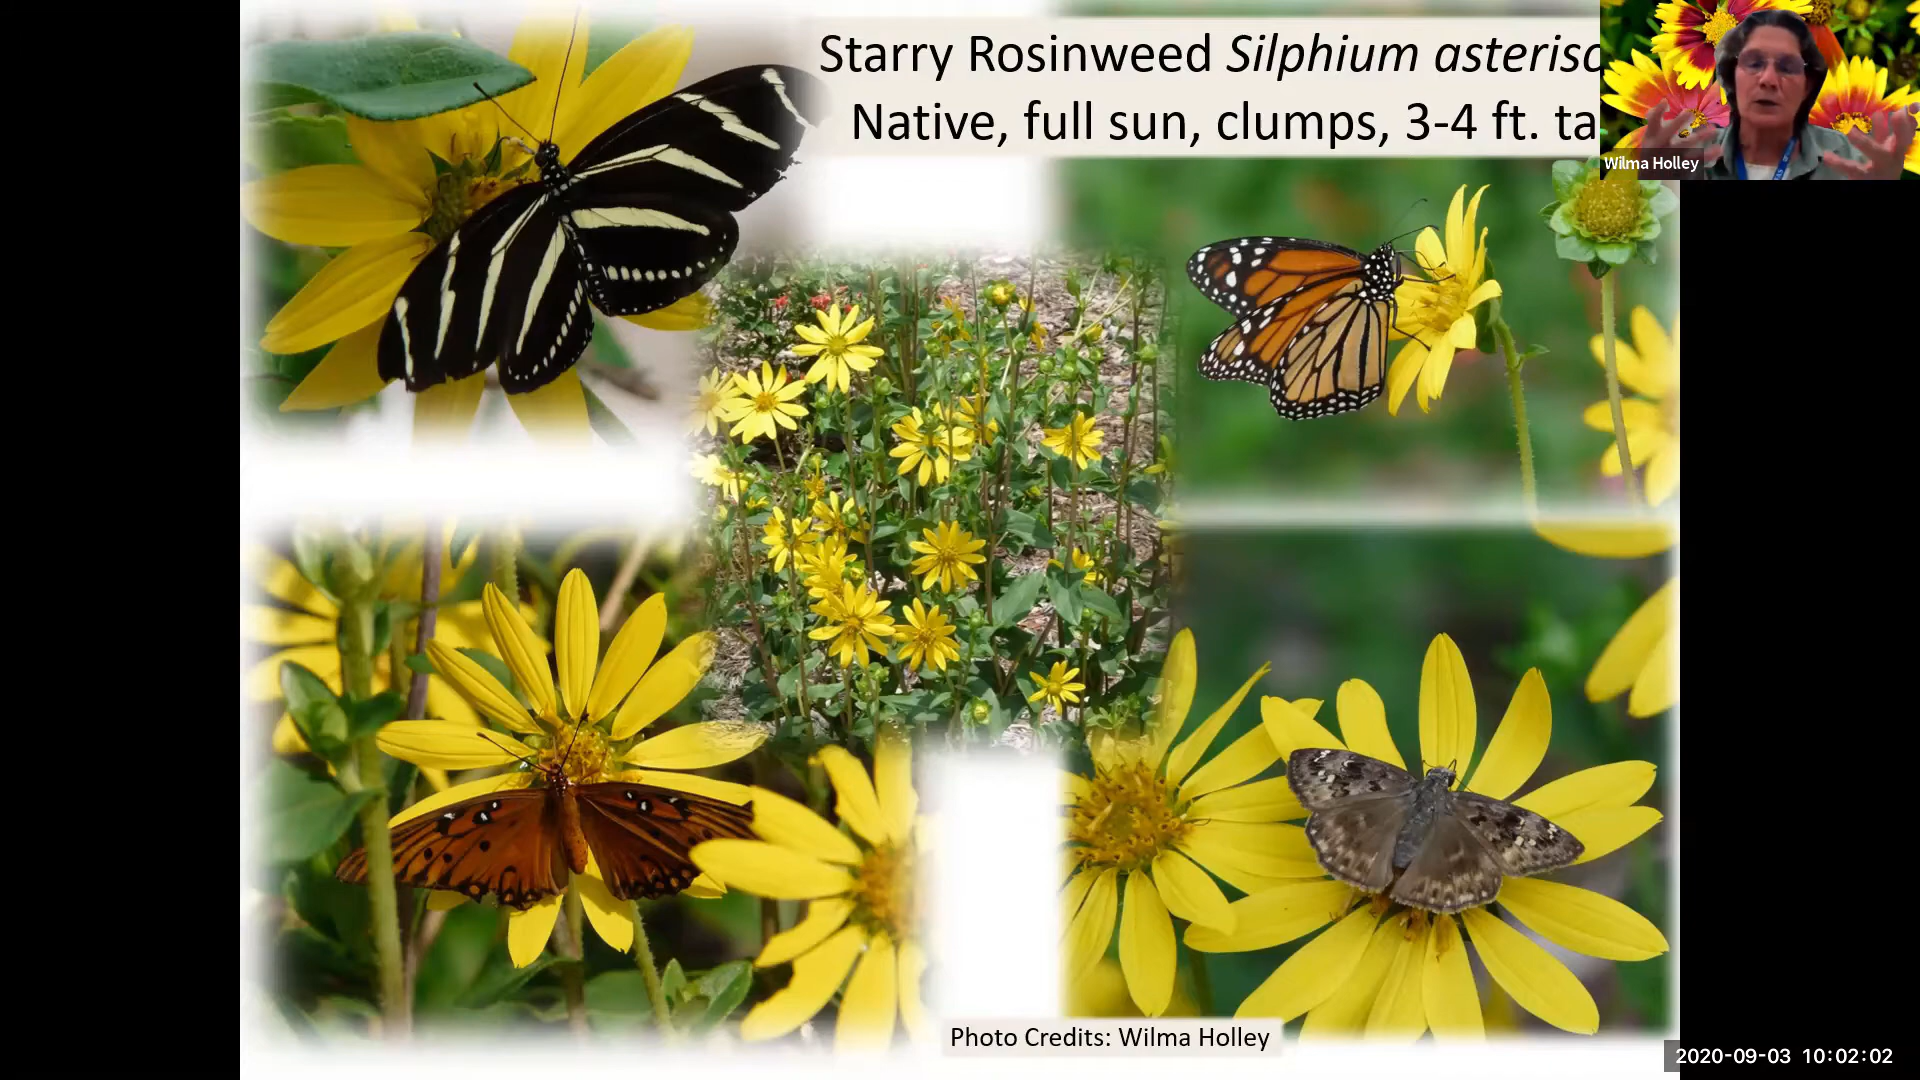 Starry Rosinweed Silphium asterisc
Native, full sun, clumps, 3-4 ft. ta
Wilma Holley
Photo Credits: Wilma Holley
2020-09-03 10:02:02